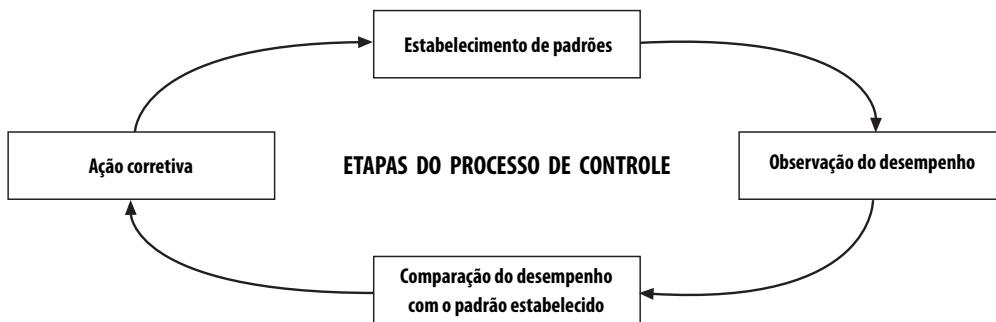 Estabelecimento de padrões
Ação corretiva
ETAPAS DO PROCESSO DE CONTROLE
Observação do desempenho
Comparação do desempenho
com o padrão estabelecido